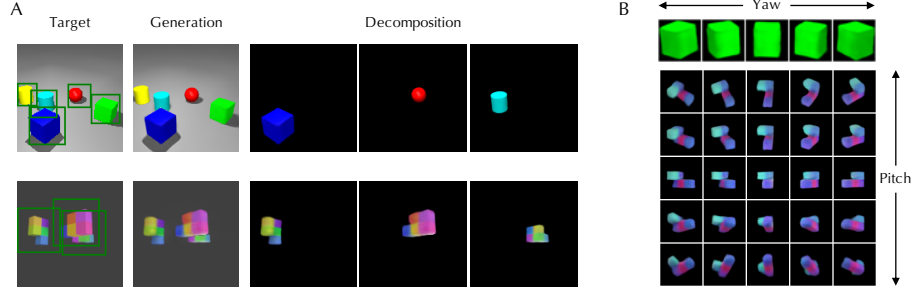 A
Target
Generation
Decomposition
B
Yaw
Pitch